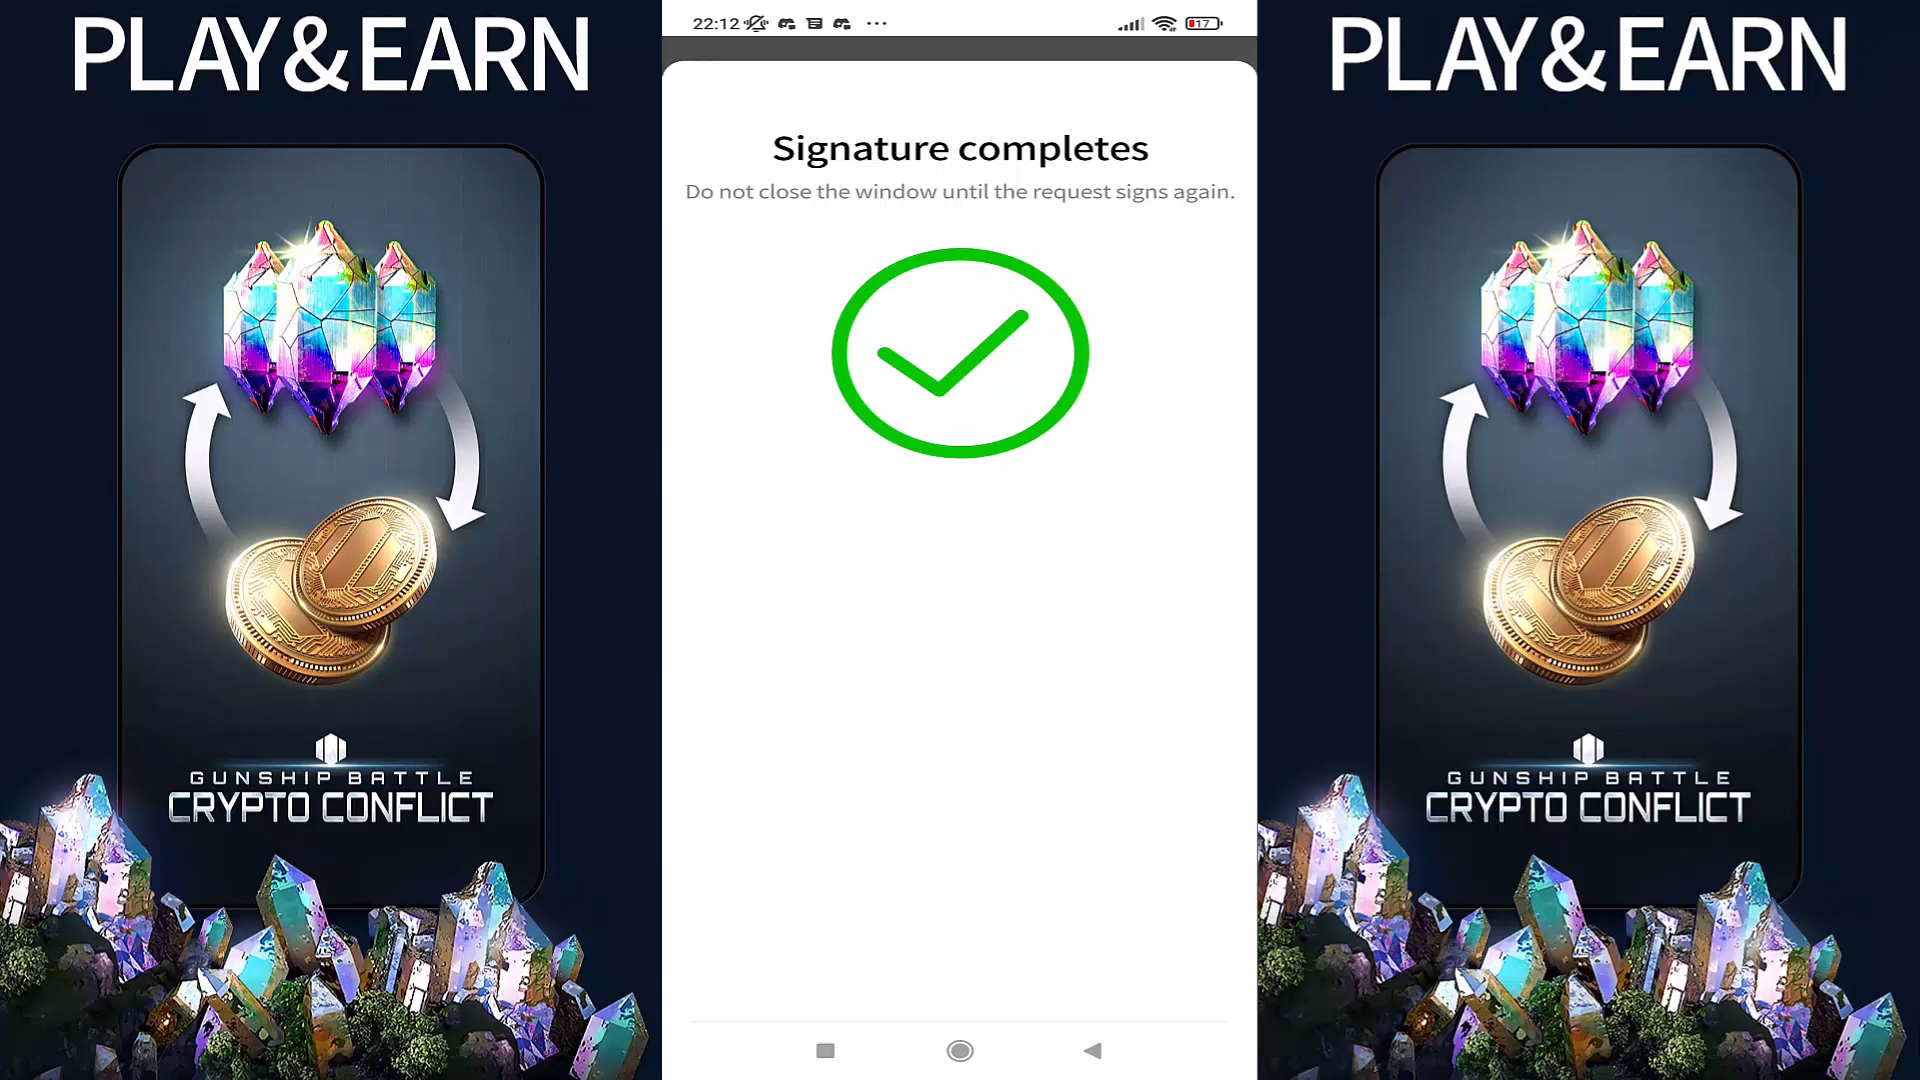 PLAY&EARN
GUNSHIP BATTLE
CRYPTO CONFLICT
22:12
17
Signature completes
Do not close the window until the request signs again.
PLAY&EARN
GUNSHIP BATTLE
CRYPTO CONFLICT